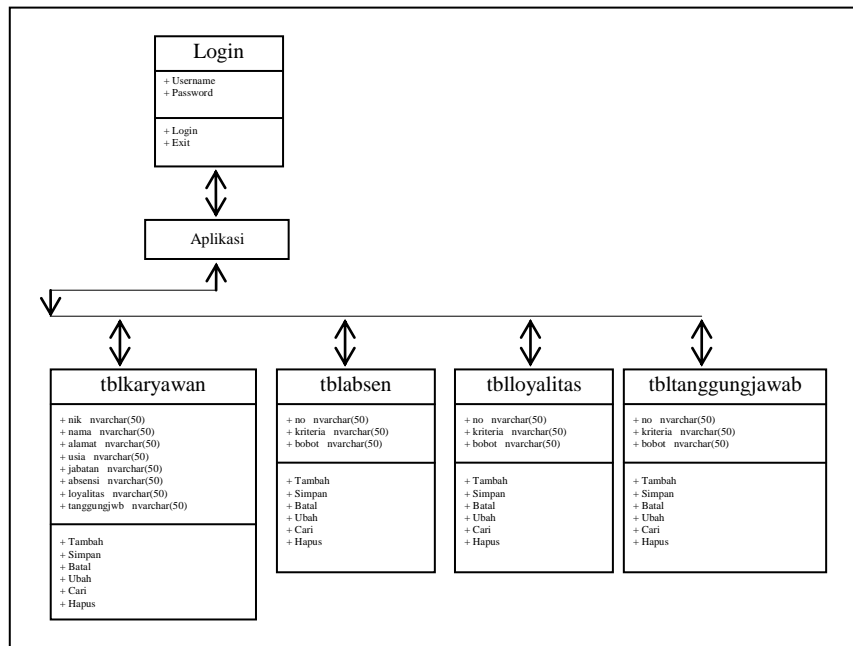 Login
+ Username
+ Password
+ Login
+ Exit
Aplikasi
tblkaryawan
+ nik nvarchar(50)
+ nama nvarchar(50)
+ alamat nvarchar(50)
+ usia nvarchar(50)
+ jabatan nvarchar(50)
+ absensi nvarchar(50)
+ loyalitas nvarchar(50)
+ tanggungjwb nvarchar(50)
+ Tambah
+ Simpan
+ Batal
+ Ubah
+ Cari
+ Hapus
tblabsen
+ no nvarchar(50)
+ kriteria nvarchar(50)
+ bobot nvarchar(50)
+ Tambah
+ Simpan
+ Batal
+ Ubah
+ Cari
+ Hapus
tblloyalitas
+ no nvarchar(50)
+ kriteria nvarchar(50)
+ bobot nvarchar(50)
+ Tambah
+ Simpan
+ Batal
+ Ubah
+ Cari
+ Hapus
tbltanggungjawab
+ no nvarchar(50)
+ kriteria nvarchar(50)
+ bobot nvarchar(50)
+ Tambah
+ Simpan
+ Batal
+ Ubah
+ Cari
+ Hapus